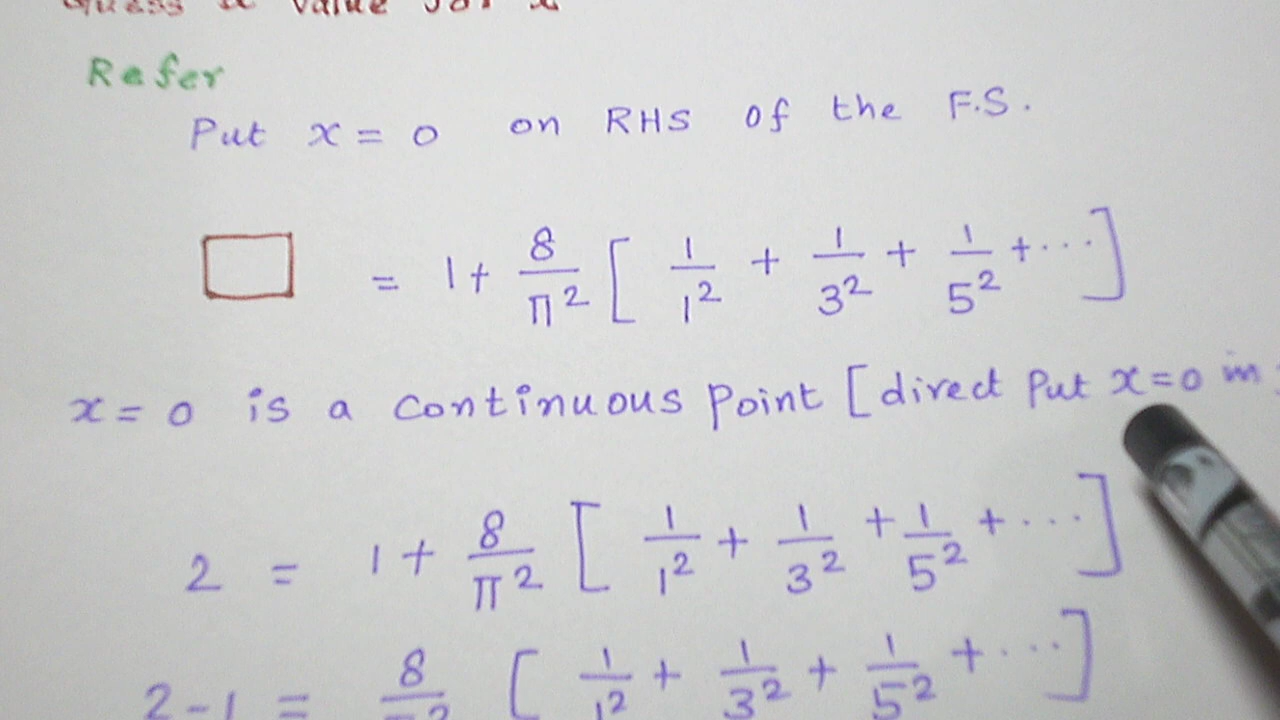 a value for x
Refer
Put x = 0 on RHS of the F.S.
= 1 + 8/π² [ 1/1² + 1/3² + 1/5² + ... ]
x = 0 is a continuous point [direct Put x=0 in
2 = 1 + 8/π² [ 1/1² + 1/3² + 1/5² + ... ]
2 - 1 = 8/π² [ 1/1² + 1/3² + 1/5² + ... ]